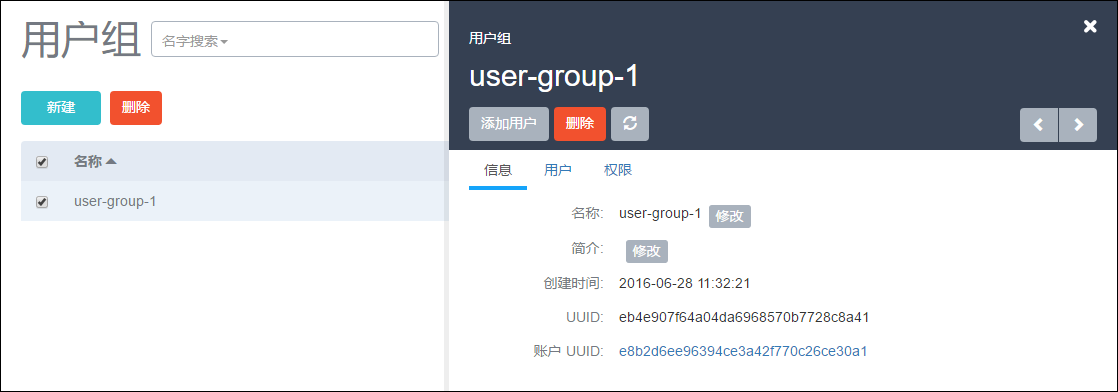 用户组
名字搜索
新建 删除
名称
user-group-1
用户组
user-group-1
添加用户 删除
信息 用户 权限
名称: user-group-1 修改
简介: 修改
创建时间: 2016-06-28 11:32:21
UUID: eb4e907f64a04da6968570b7728c8a41
账户 UUID: e8b2d6ee96394ce3a42f770c26ce30a1